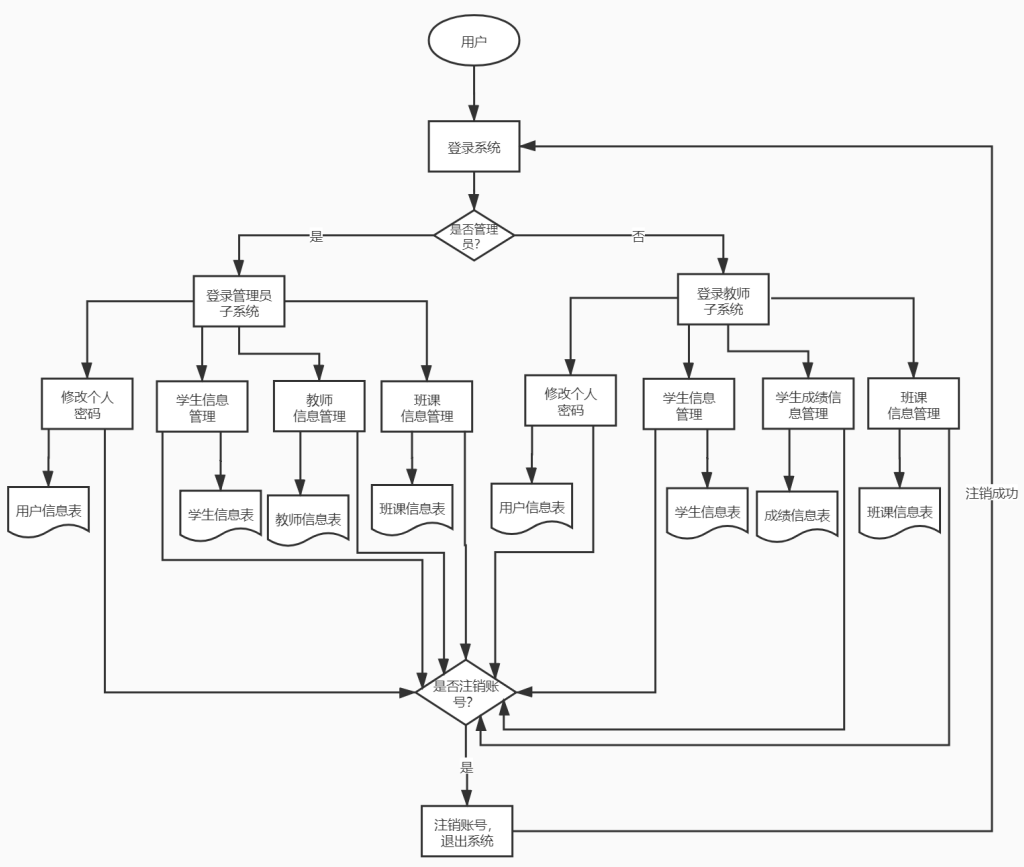 用户
登录系统
是否管理
员?
是
否
登录管理员
子系统
登录教师
子系统
修改个人
密码
学生信息
管理
教师
信息管理
班课
信息管理
修改个人
密码
学生信息
管理
学生成绩信
息管理
班课
信息管理
用户信息表
学生信息表
教师信息表
班课信息表
用户信息表
学生信息表
成绩信息表
班课信息表
注销成功
是否注销账
号?
是
注销账号，
退出系统